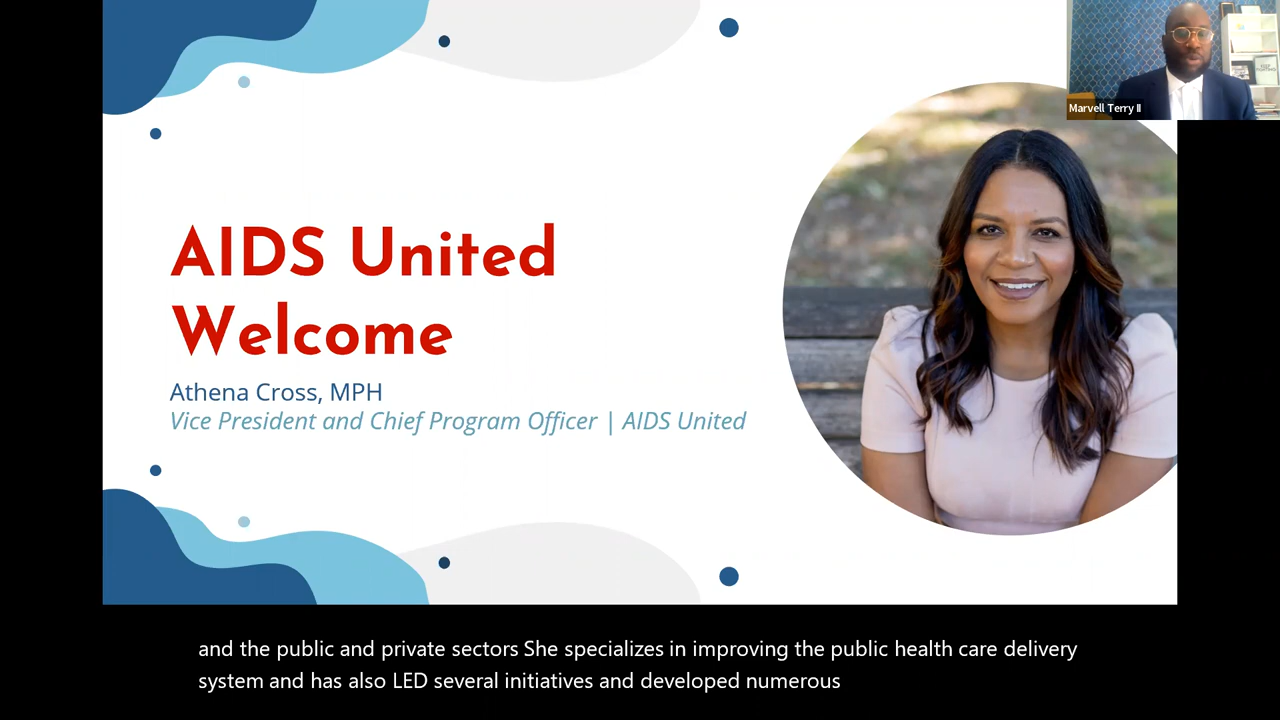 Marvell Terry II
AIDS United
Welcome
Athena Cross, MPH
Vice President and Chief Program Officer | AIDS United
and the public and private sectors She specializes in improving the public health care delivery
system and has also LED several initiatives and developed numerous